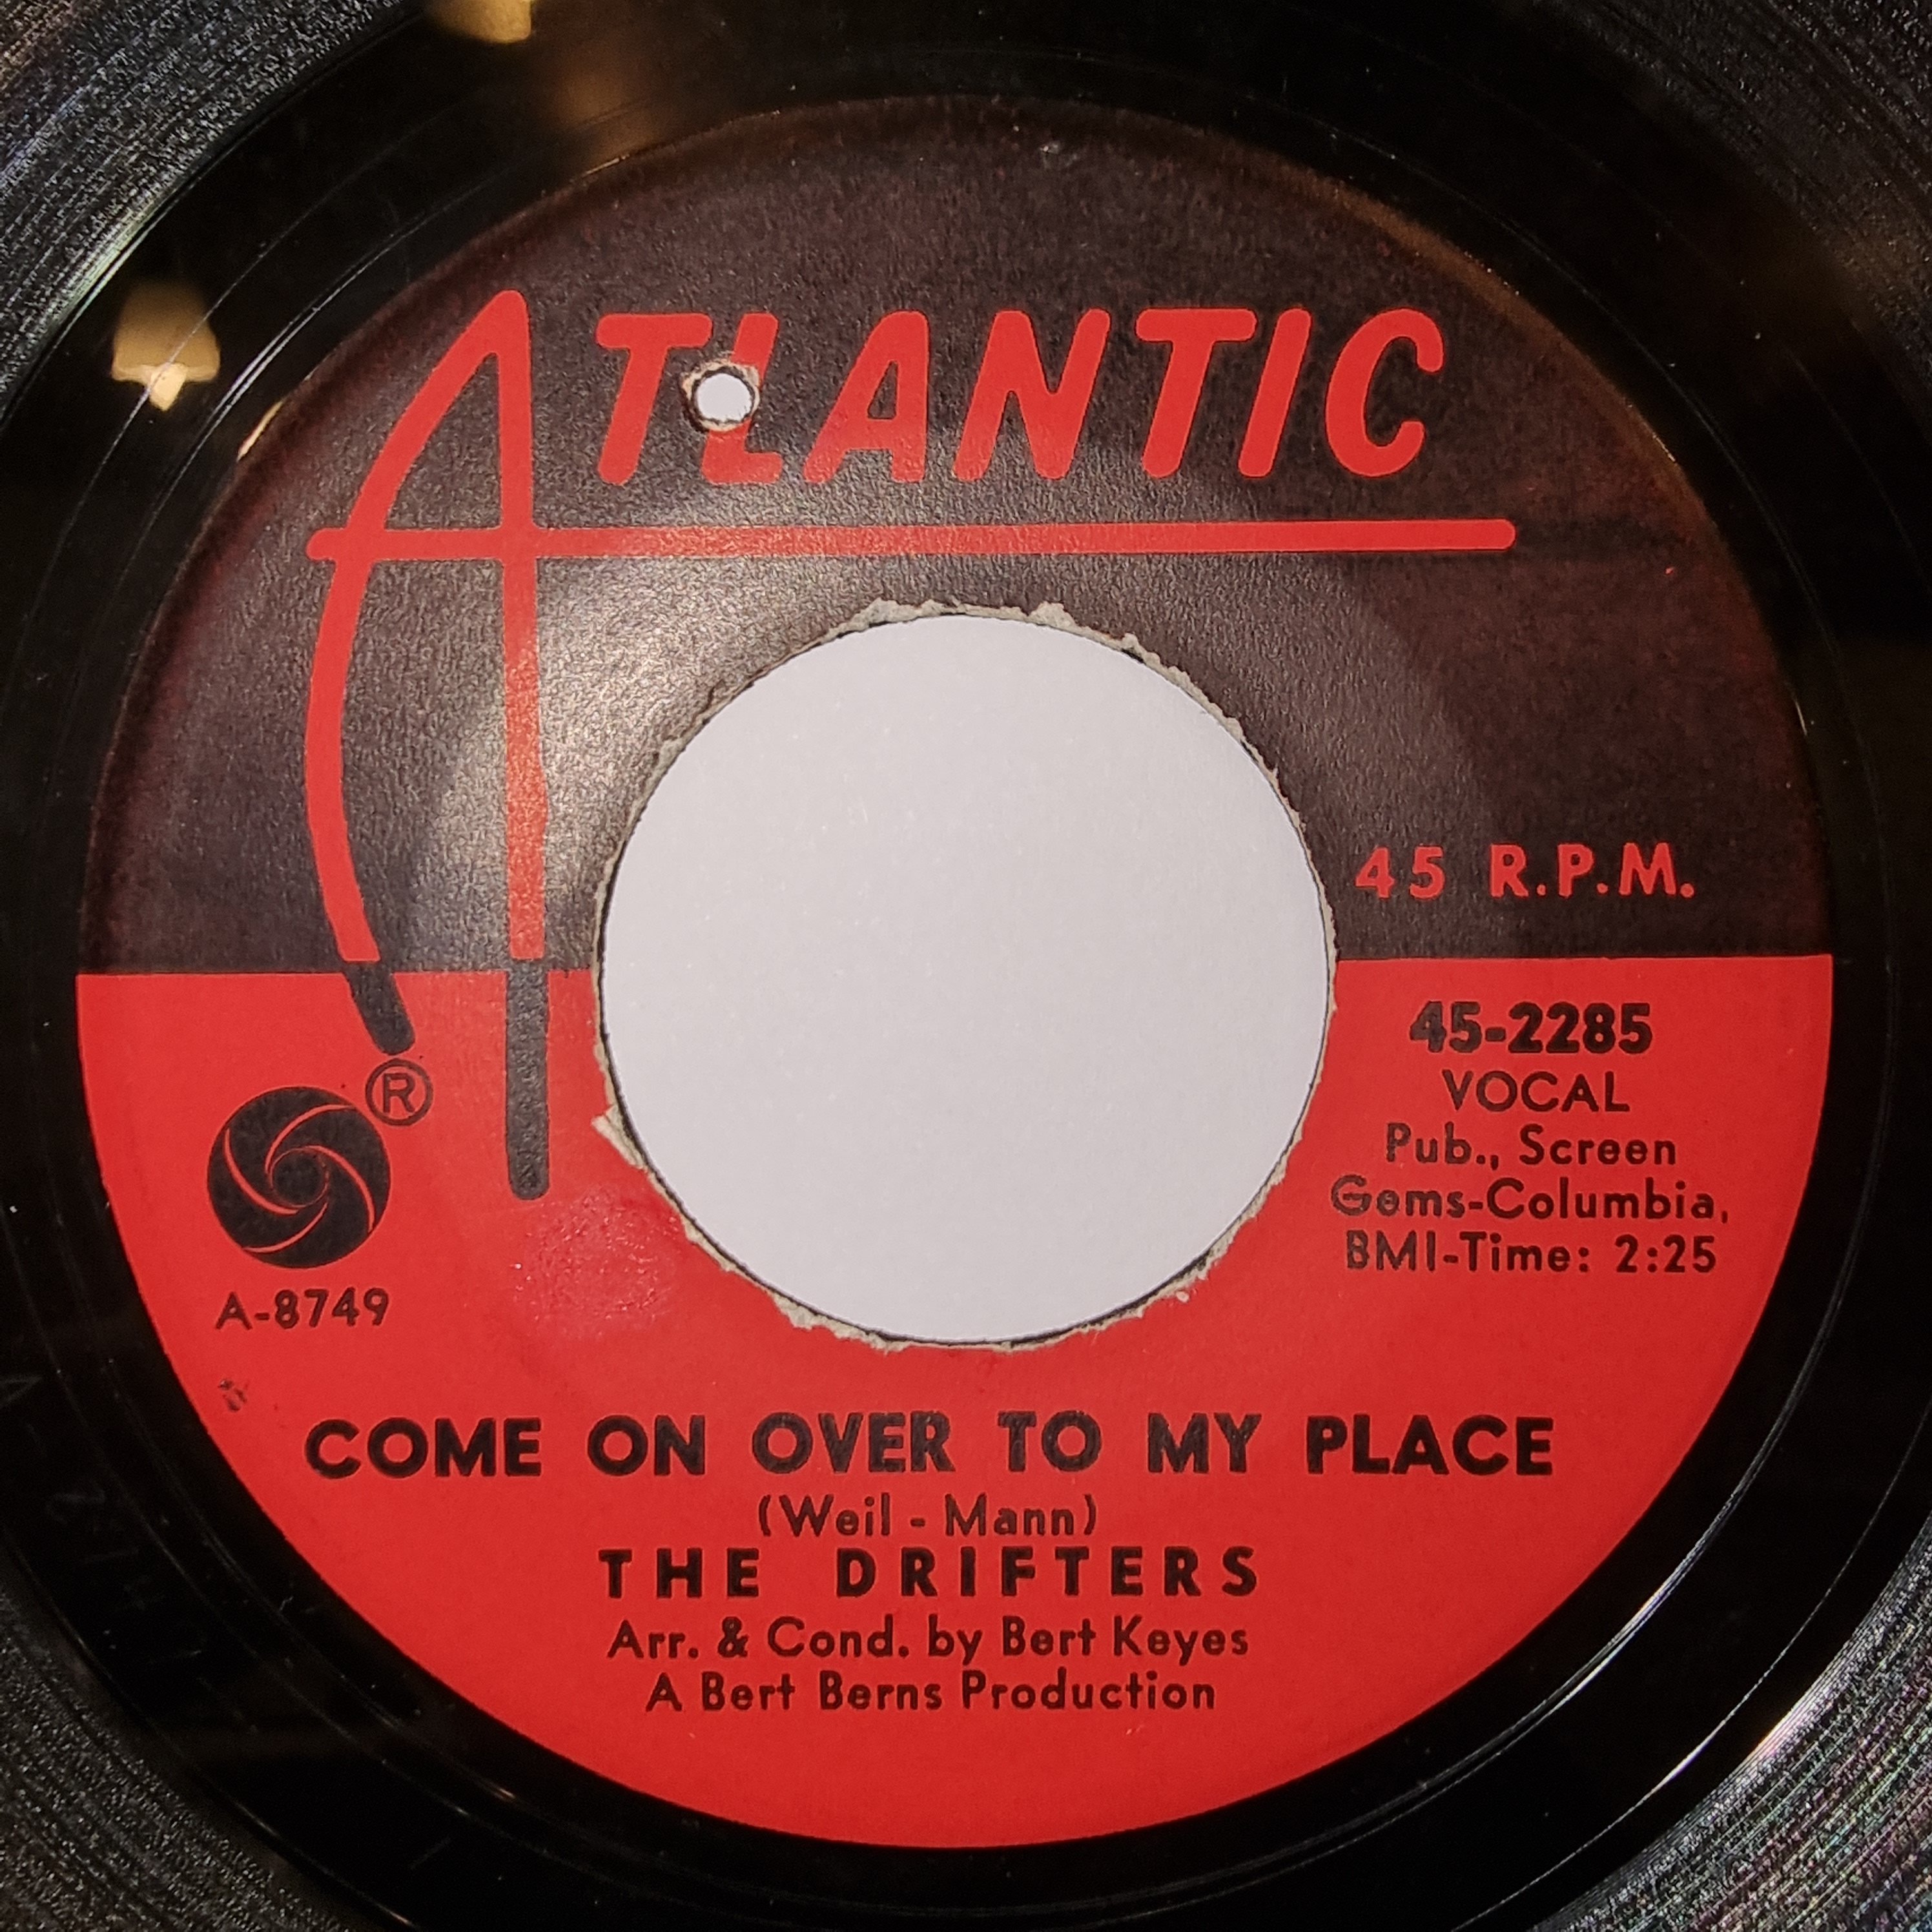 ATLANTIC
45 R.P.M.
45-2285
VOCAL
Pub., Screen
Gems-Columbia,
BMI-Time: 2:25
®
A-8749
COME ON OVER TO MY PLACE
(Weil - Mann)
THE DRIFTERS
Arr. & Cond. by Bert Keyes
A Bert Berns Production